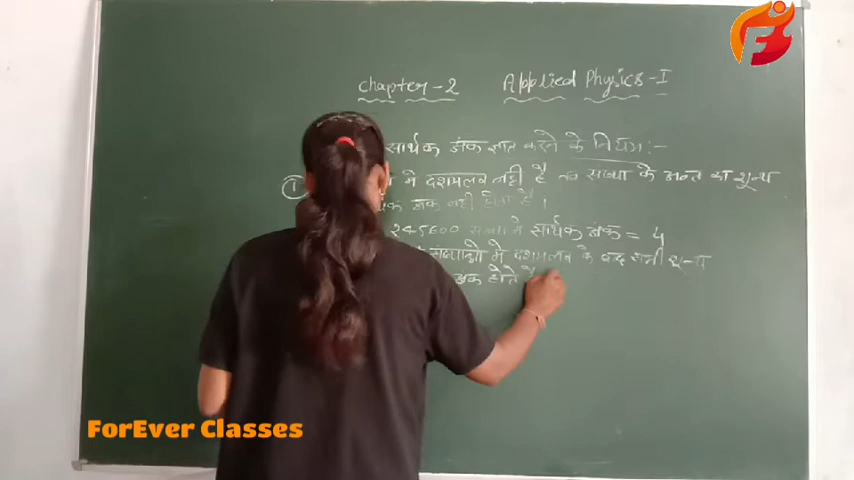 Chapter-2 Applied Physics-I
सार्थक अंक ज्ञात करने के नियम:-
① मे दशमलव नही है तो संख्या के अन्त का शून्य
अंक नही होता है।
245600 संख्या मे सार्थक अंक = 4
संख्याओ मे दशमलव के बाद सभी शून्य
अंक होते है
ForEver Classes